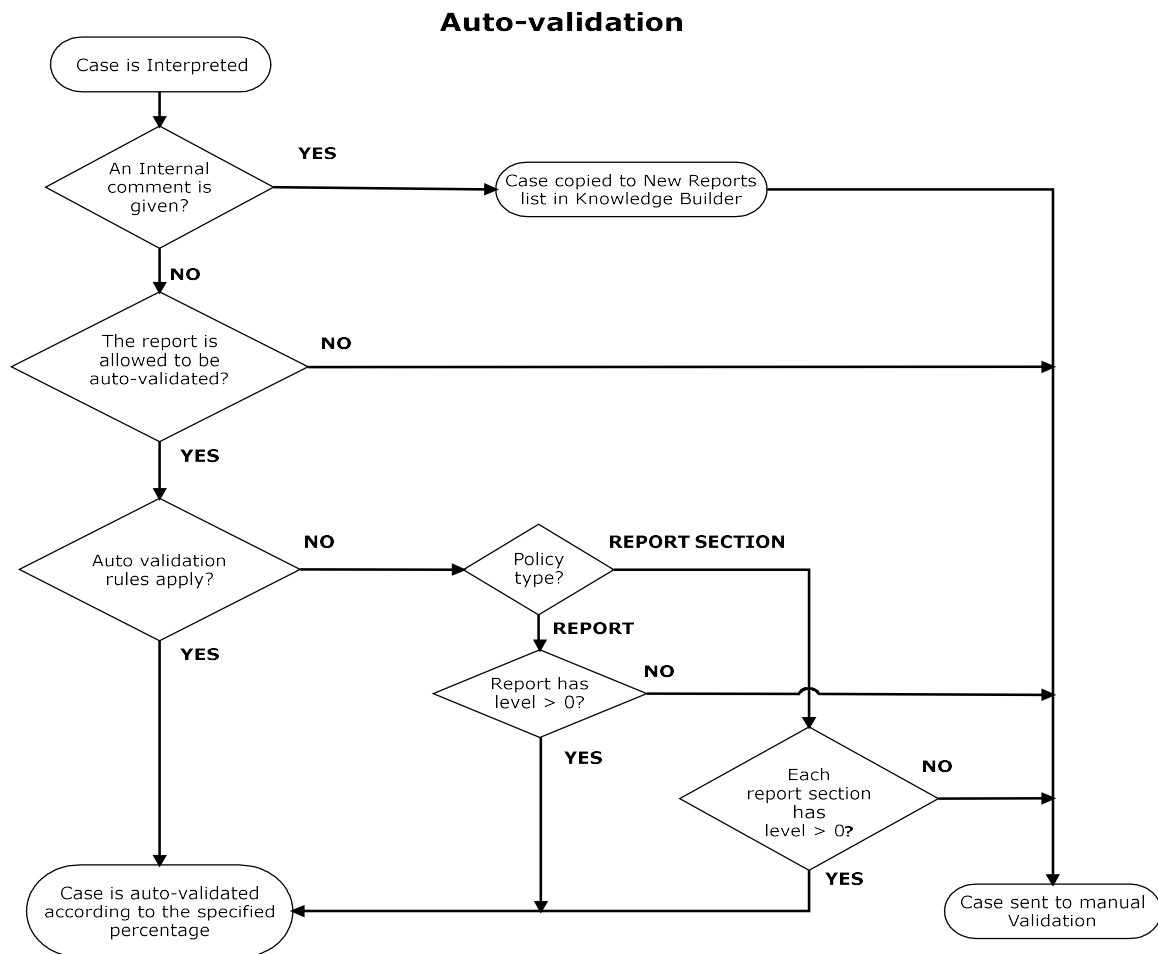 Auto-validation
Case is Interpreted
YES
An Internal
comment is
given?
Case copied to New Reports
list in Knowledge Builder
NO
The report is
allowed to be
auto-validated?
NO
YES
Auto validation
rules apply?
NO
Policy
type?
REPORT SECTION
REPORT
YES
Report has
level > 0?
NO
YES
Each
report section
has
level > 0?
NO
YES
Case is auto-validated
according to the specified
percentage
Case sent to manual
Validation